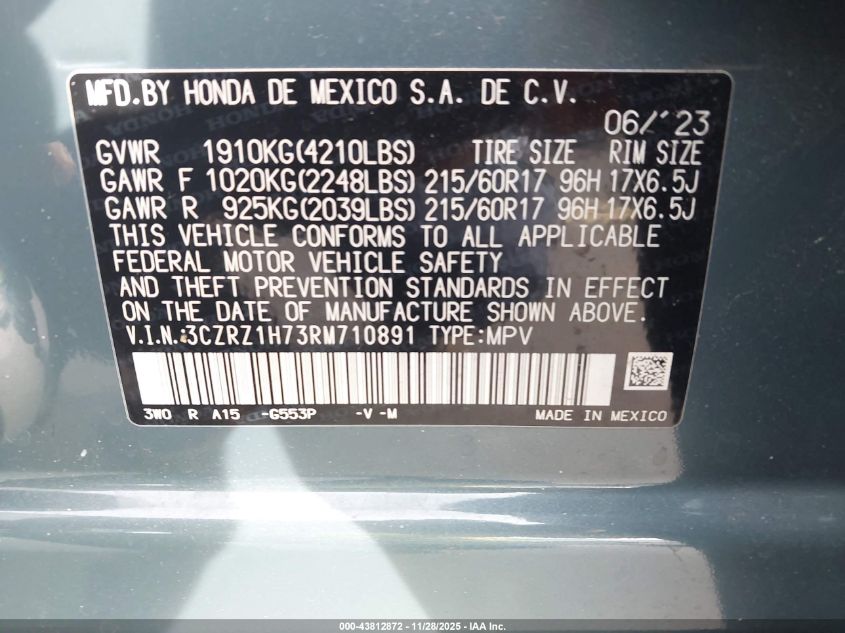 MFD.BY HONDA DE MEXICO S.A. DE C.V.
06/'23
GVWR 1910KG(4210LBS) TIRE SIZE RIM SIZE
GAWR F 1020KG(2248LBS) 215/60R17 96H 17X6.5J
GAWR R 925KG(2039LBS) 215/60R17 96H 17X6.5J
THIS VEHICLE CONFORMS TO ALL APPLICABLE
FEDERAL MOTOR VEHICLE SAFETY
AND THEFT PREVENTION STANDARDS IN EFFECT
ON THE DATE OF MANUFACTURE SHOWN ABOVE.
V.I.N.:3CZRZ1H73RM710891 TYPE:MPV
3W0 R A15 -G553P -V -M MADE IN MEXICO
000-43812872 - 11/28/2025 - IAA Inc.